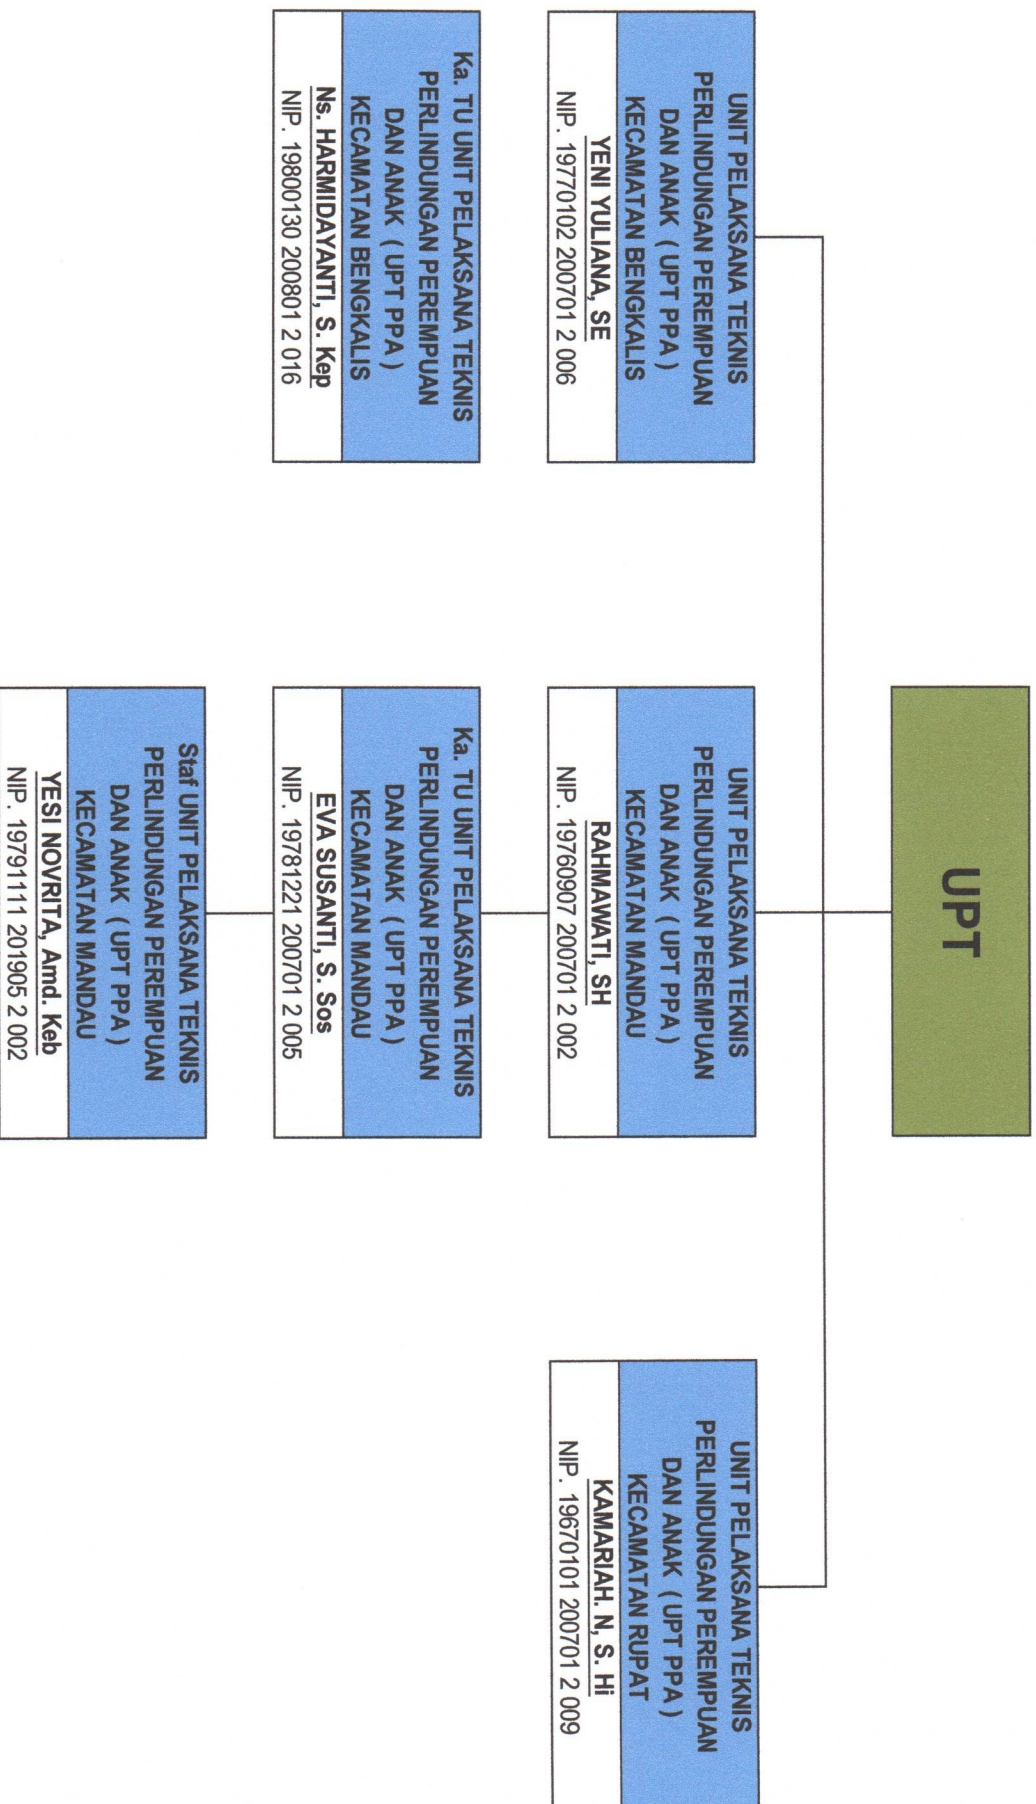 UPT
UNIT PELAKSANA TEKNIS
PERLINDUNGAN PEREMPUAN
DAN ANAK ( UPT PPA )
KECAMATAN BENGKALIS
YENI YULIANA, SE
NIP. 19770102 200701 2 006
UNIT PELAKSANA TEKNIS
PERLINDUNGAN PEREMPUAN
DAN ANAK ( UPT PPA )
KECAMATAN MANDAU
RAHMAWATI, SH
NIP. 19760907 200701 2 002
UNIT PELAKSANA TEKNIS
PERLINDUNGAN PEREMPUAN
DAN ANAK ( UPT PPA )
KECAMATAN RUPAT
KAMARIAH. N, S. Hi
NIP. 19670101 200701 2 009
Ka. TU UNIT PELAKSANA TEKNIS
PERLINDUNGAN PEREMPUAN
DAN ANAK ( UPT PPA )
KECAMATAN BENGKALIS
Ns. HARMIDAYANTI, S. Kep
NIP. 19800130 200801 2 016
Ka. TU UNIT PELAKSANA TEKNIS
PERLINDUNGAN PEREMPUAN
DAN ANAK ( UPT PPA )
KECAMATAN MANDAU
EVA SUSANTI, S. Sos
NIP. 19781221 200701 2 005
Staf UNIT PELAKSANA TEKNIS
PERLINDUNGAN PEREMPUAN
DAN ANAK ( UPT PPA )
KECAMATAN MANDAU
YESI NOVRITA, Amd. Keb
NIP. 19791111 201905 2 002